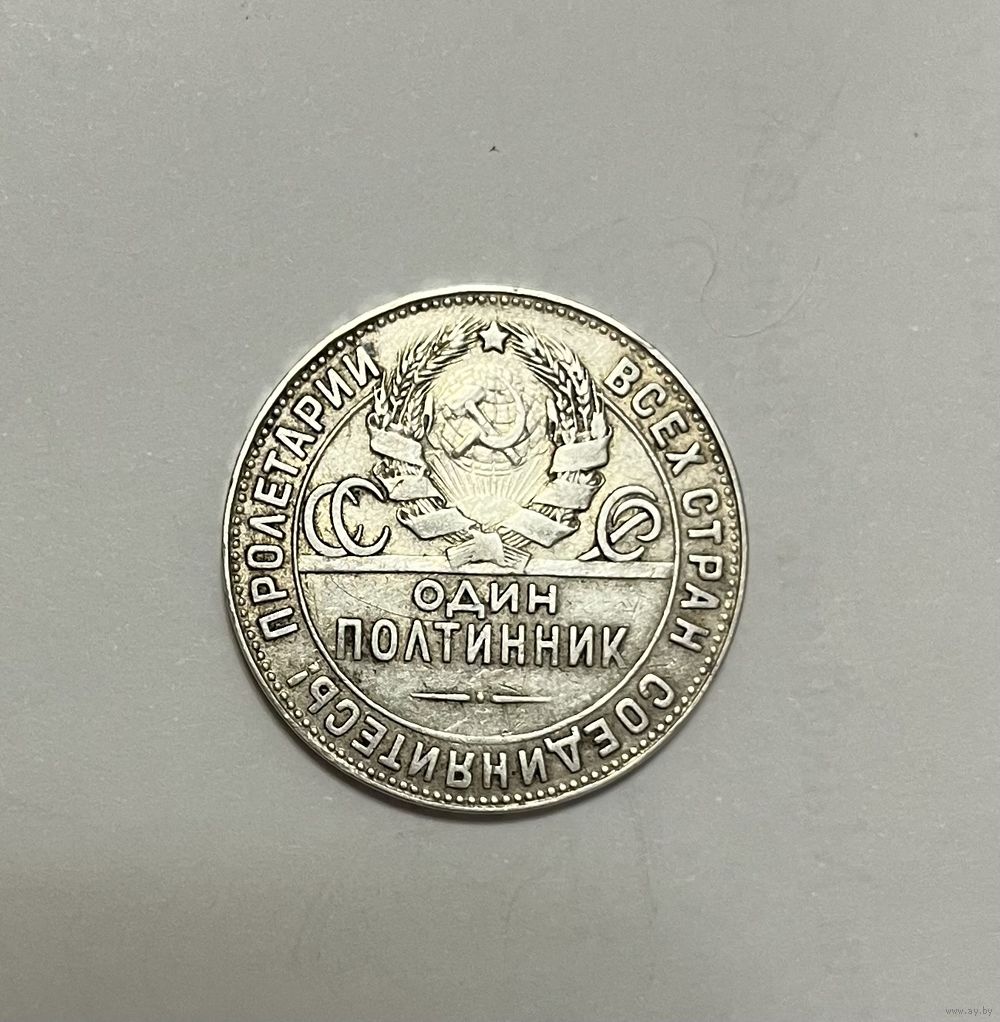 ПРОЛЕТАРИИ ВСЕХ СТРАН СОЕДИНЯЙТЕСЬ!
СС СР
ОДИН
ПОЛТИННИК
www.ay.by